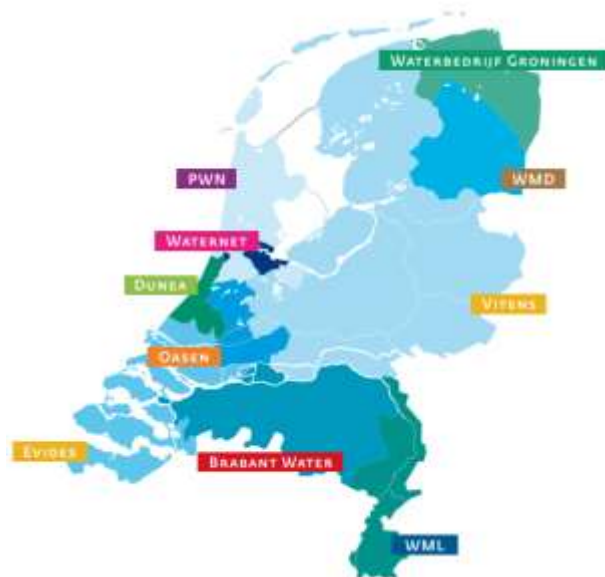 WATERBEDRIJF GRONINGEN
PWN
WMD
WATERNET
DUNEA
VITENS
OASEN
EVIDES
BRABANT WATER
WML